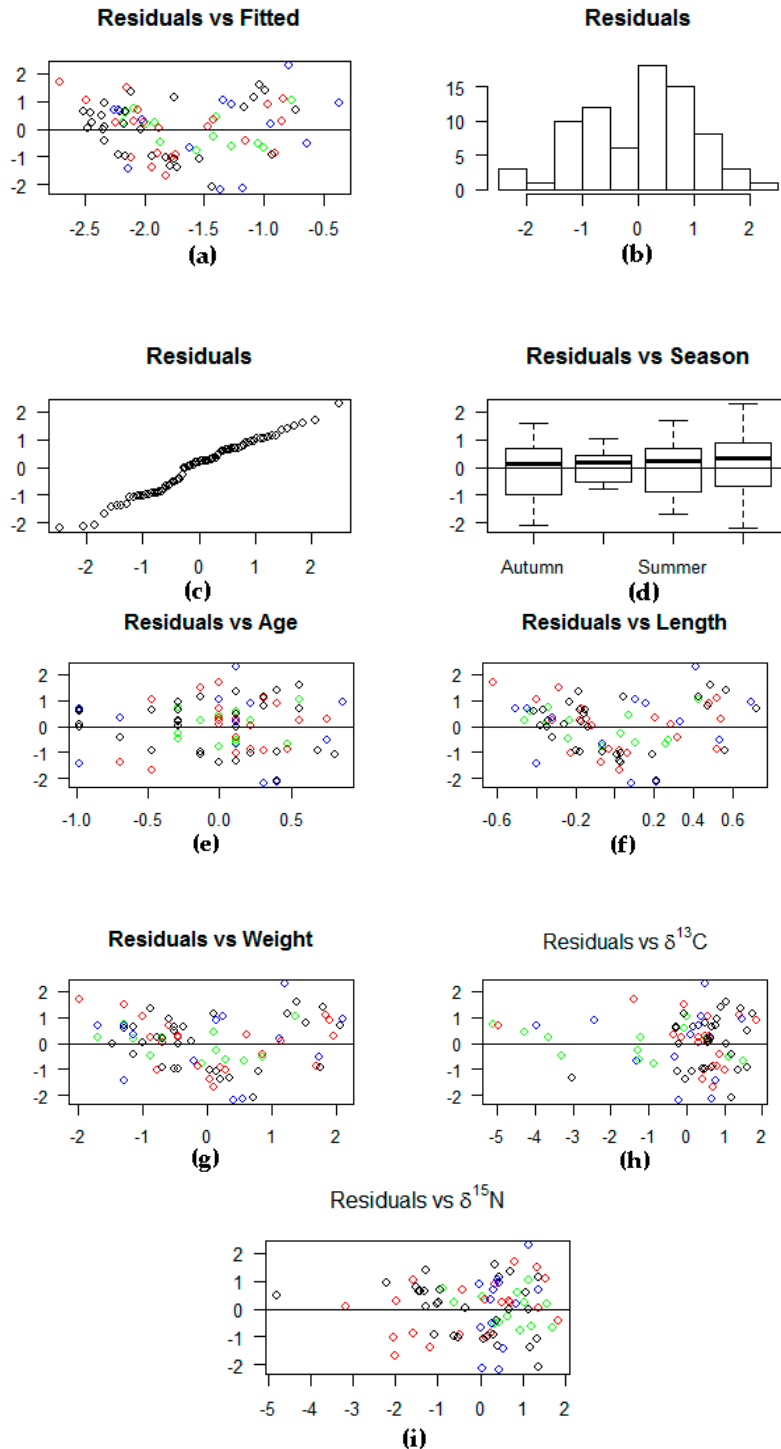 Residuals vs Fitted
Residuals
2
1
0
-1
-2
-2.5 -2.0 -1.5 -1.0 -0.5
(a)
15
10
5
0
-2 -1 0 1 2
(b)
Residuals
Residuals vs Season
2
1
0
-1
-2
-2 -1 0 1 2
(c)
2
1
0
-1
-2
Autumn Summer
(d)
Residuals vs Age
Residuals vs Length
2
1
0
-1
-2
-1.0 -0.5 0.0 0.5
(e)
2
1
0
-1
-2
-0.6 -0.2 0.2 0.4 0.6
(f)
Residuals vs Weight
Residuals vs δ13C
2
1
0
-1
-2
-2 -1 0 1 2
(g)
2
1
0
-1
-2
-5 -4 -3 -2 -1 0 1 2
(h)
Residuals vs δ15N
2
1
0
-1
-2
-5 -4 -3 -2 -1 0 1 2
(i)